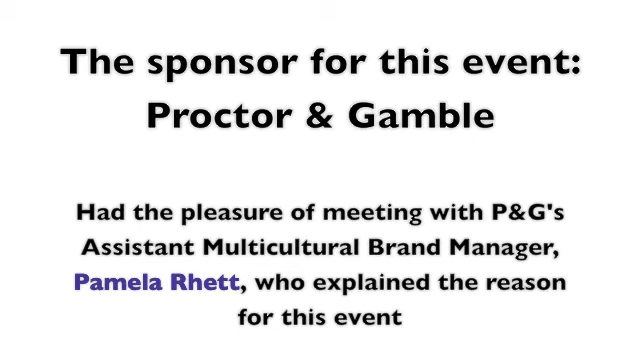 The sponsor for this event:
Proctor & Gamble
Had the pleasure of meeting with P&G's
Assistant Multicultural Brand Manager,
Pamela Rhett, who explained the reason
for this event